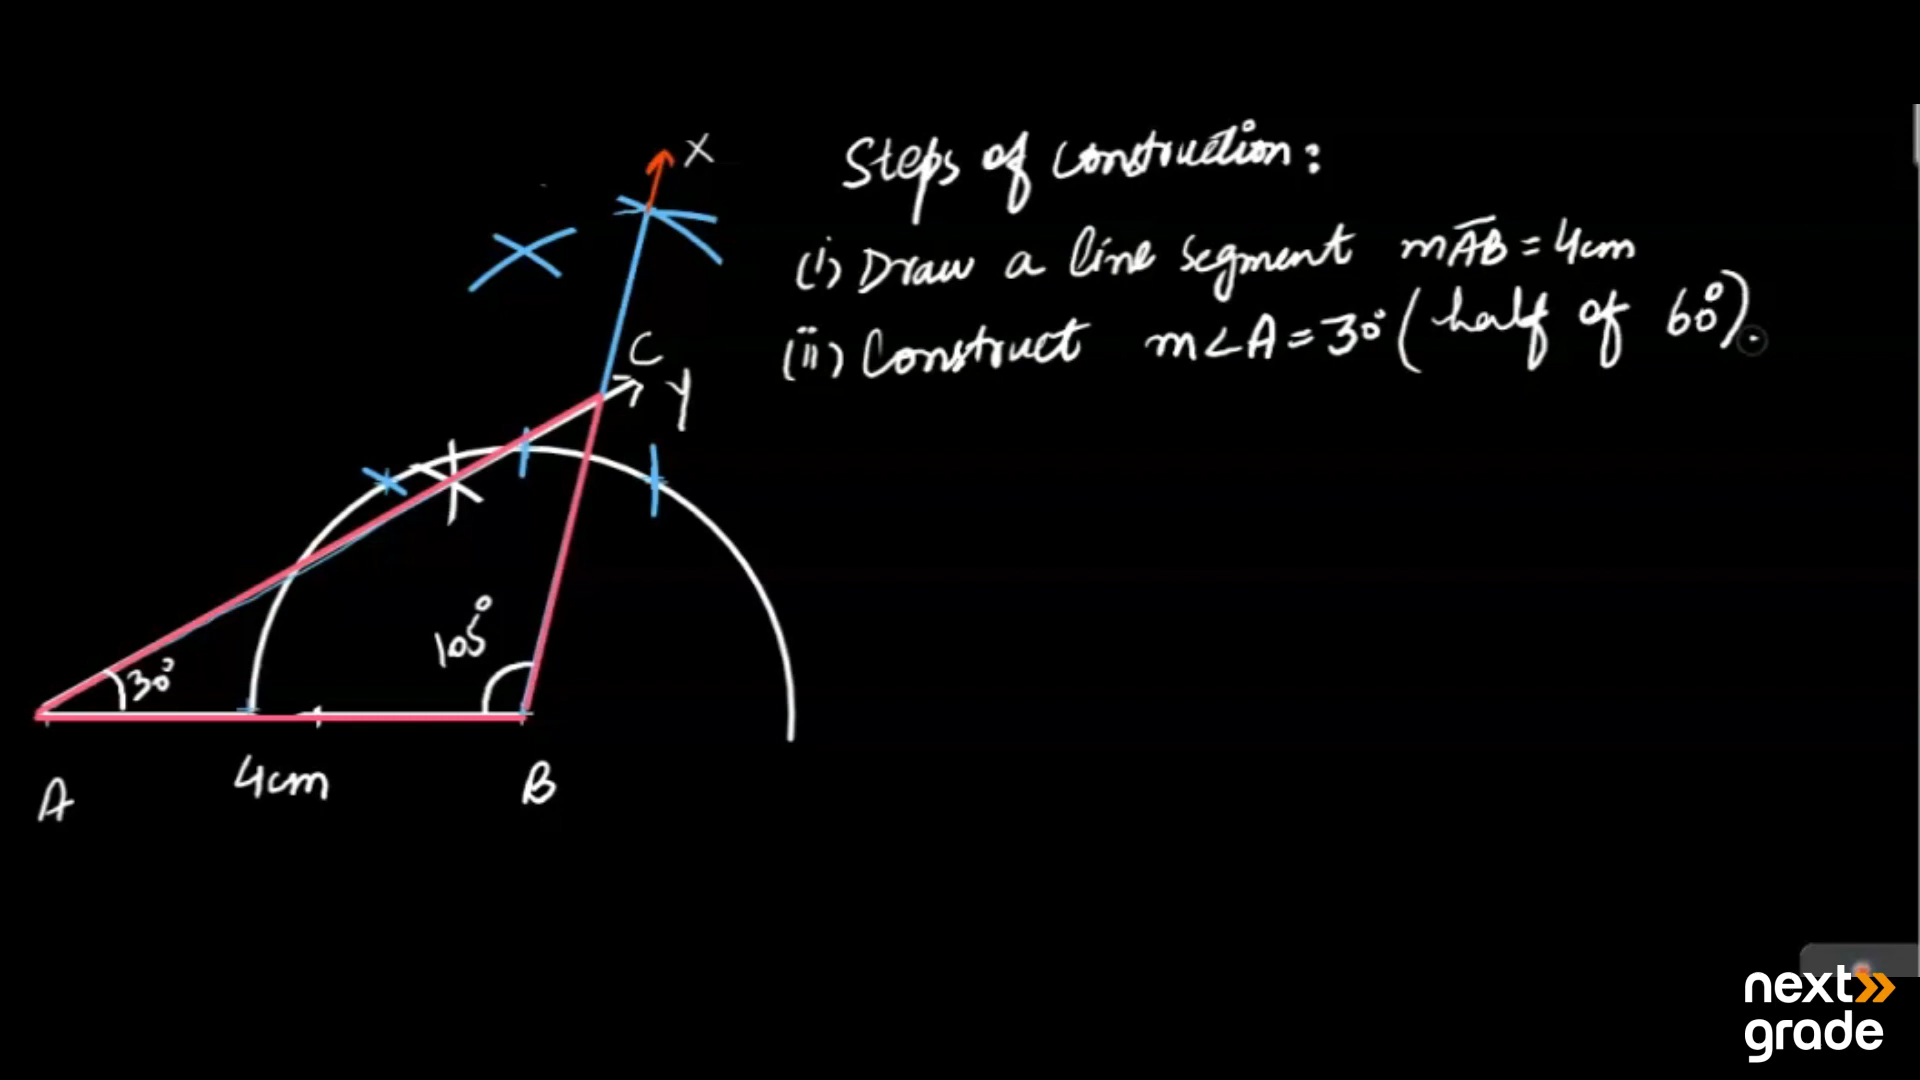 X
Steps of construction:
(i) Draw a line segment mAB̅ = 4cm
(ii) Construct m∠A = 30° (half of 60°).
C
Y
105°
30°
4cm
A
B
next
grade